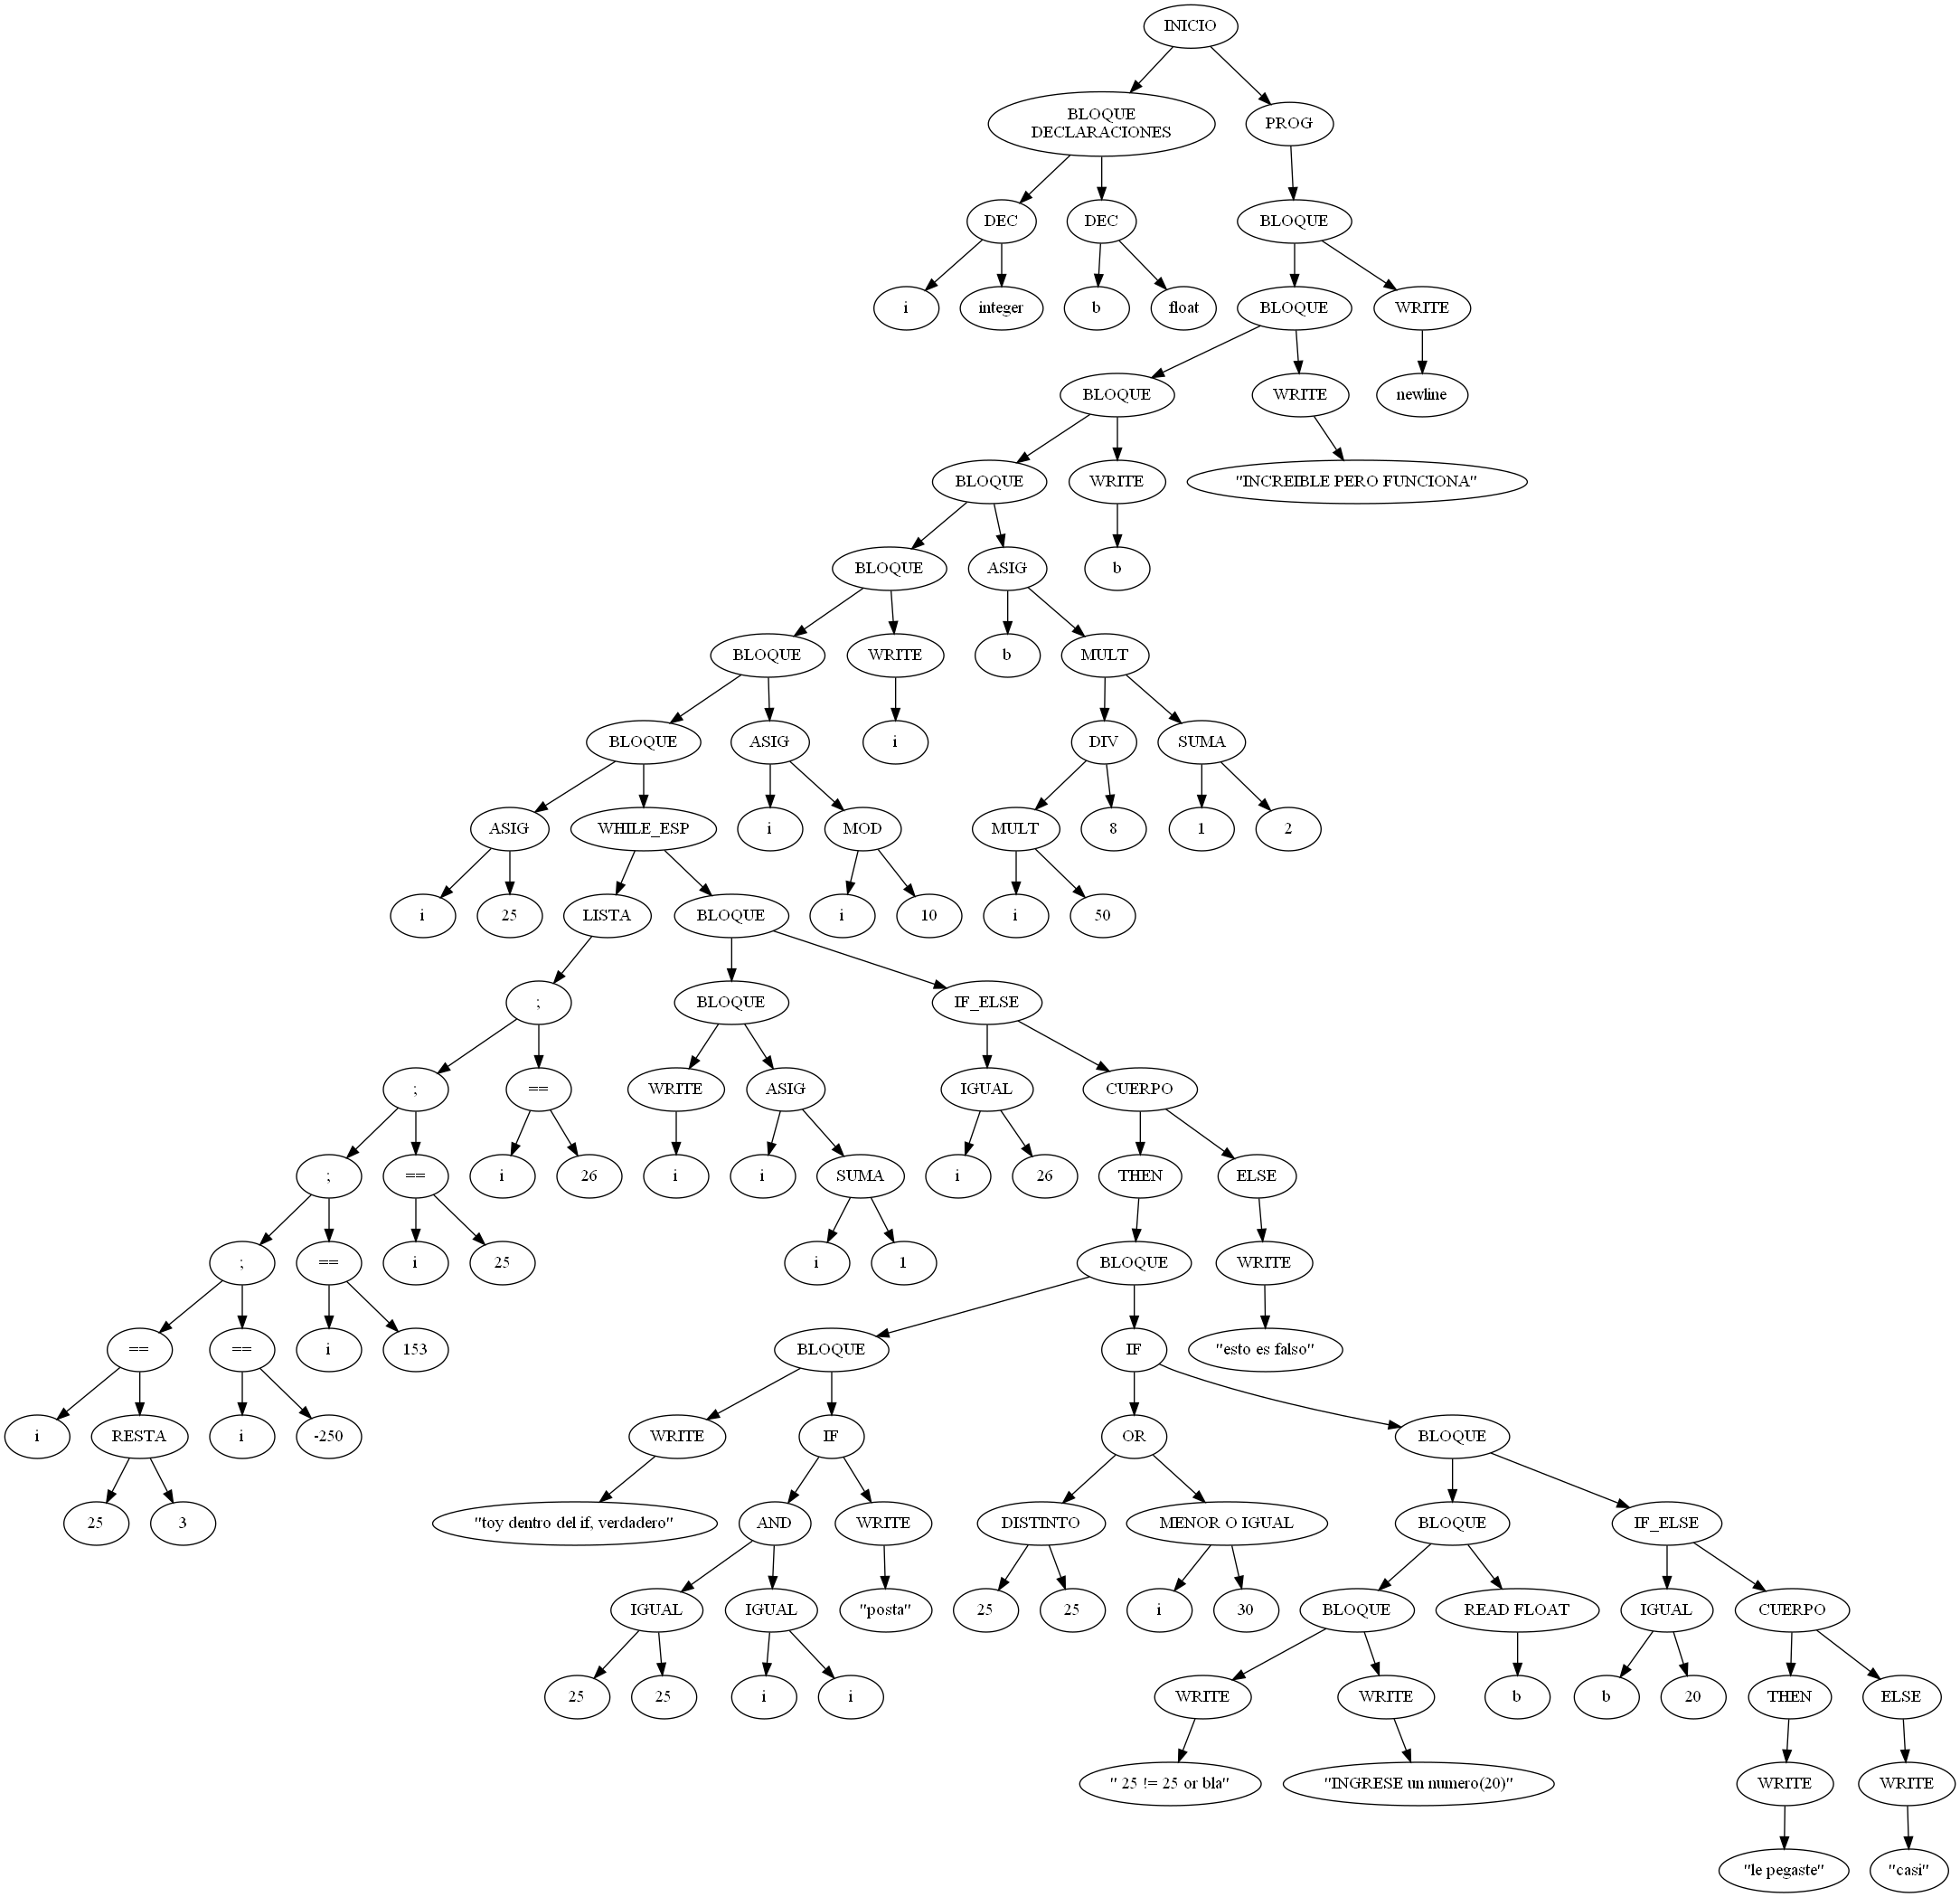 INICIO
BLOQUE
DECLARACIONES
PROG
DEC
DEC
BLOQUE
i
integer
b
float
BLOQUE
WRITE
BLOQUE
WRITE
newline
BLOQUE
WRITE
"INCREIBLE PERO FUNCIONA"
BLOQUE
ASIG
b
BLOQUE
WRITE
b
MULT
BLOQUE
ASIG
i
DIV
SUMA
ASIG
WHILE_ESP
i
MOD
MULT
8
1
2
i
25
LISTA
BLOQUE
i
10
i
50
;
BLOQUE
IF_ELSE
;
==
WRITE
ASIG
IGUAL
CUERPO
;
==
i
26
i
i
SUMA
i
26
THEN
ELSE
;
==
i
25
i
1
BLOQUE
WRITE
==
==
i
153
BLOQUE
IF
"esto es falso"
i
RESTA
i
-250
WRITE
IF
OR
BLOQUE
25
3
"toy dentro del if, verdadero"
AND
WRITE
DISTINTO
MENOR O IGUAL
BLOQUE
IF_ELSE
IGUAL
IGUAL
"posta"
25
25
i
30
BLOQUE
READ FLOAT
IGUAL
CUERPO
25
25
i
i
WRITE
WRITE
b
b
20
THEN
ELSE
" 25 != 25 or bla"
"INGRESE un numero(20)"
WRITE
WRITE
"le pegaste"
"casi"